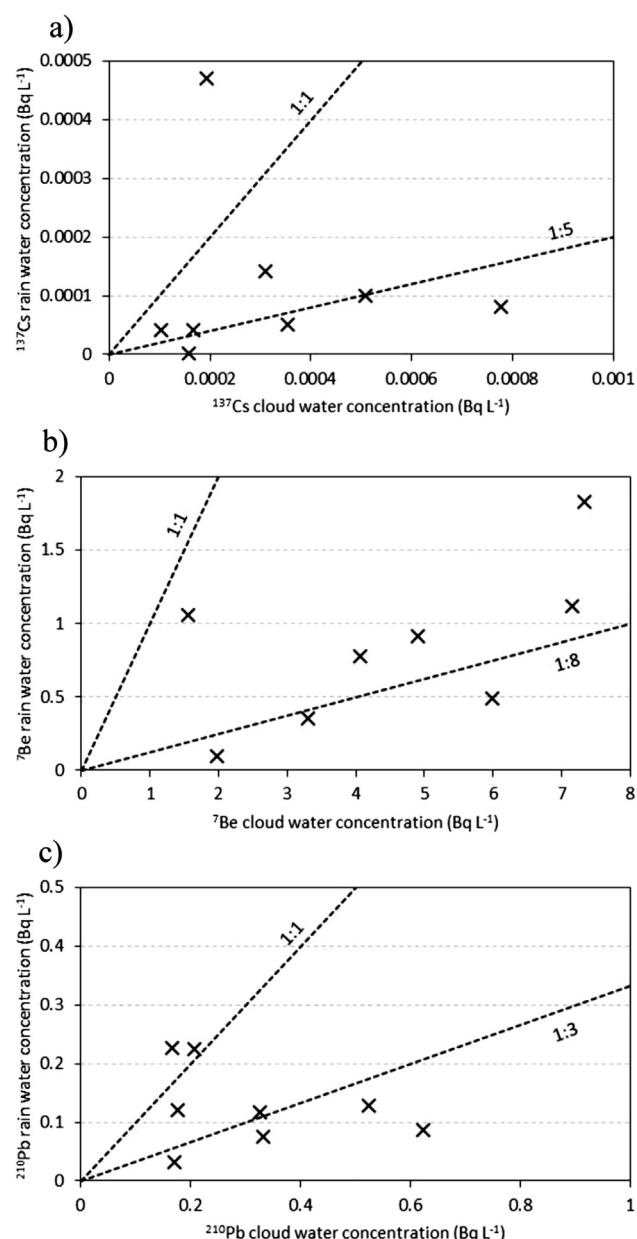 a)
0.0005
0.0004
0.0003
0.0002
0.0001
0
¹³⁷Cs rain water concentration (Bq L⁻¹)
1:1
1:5
0 0.0002 0.0004 0.0006 0.0008 0.001
¹³⁷Cs cloud water concentration (Bq L⁻¹)
b)
2
1.5
1
0.5
0
⁷Be rain water concentration (Bq L⁻¹)
1:1
1:8
0 1 2 3 4 5 6 7 8
⁷Be cloud water concentration (Bq L⁻¹)
c)
0.5
0.4
0.3
0.2
0.1
0
²¹⁰Pb rain water concentration (Bq L⁻¹)
1:1
1:3
0 0.2 0.4 0.6 0.8 1
²¹⁰Pb cloud water concentration (Bq L⁻¹)